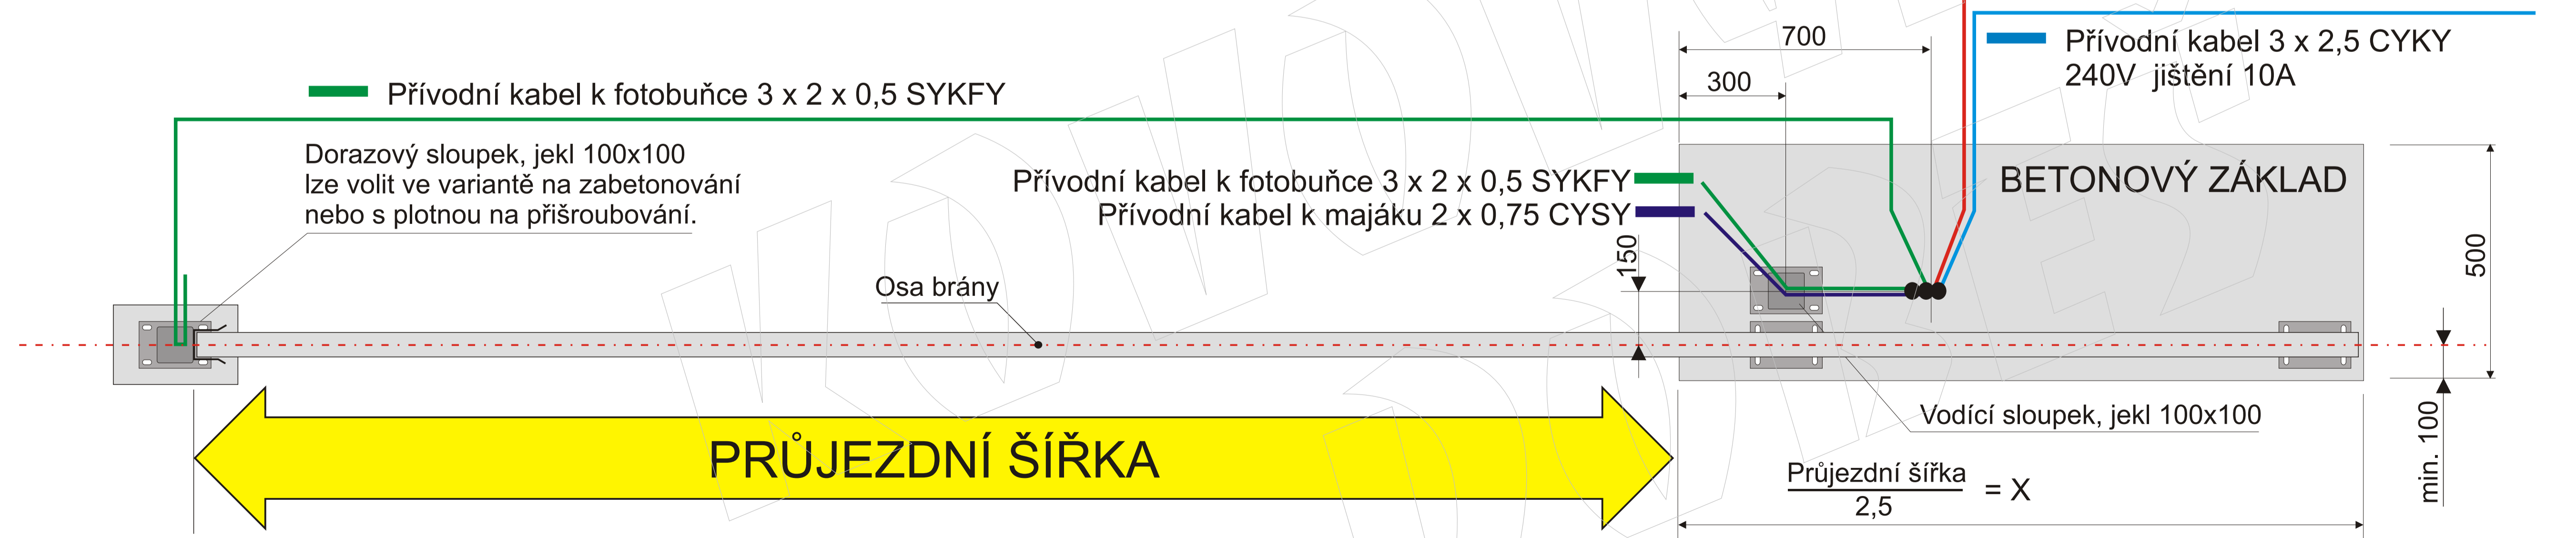 700
Přívodní kabel 3 x 2,5 CYKY
240V jištění 10A
300
Přívodní kabel k fotobuňce 3 x 2 x 0,5 SYKFY
Dorazový sloupek, jekl 100x100
lze volit ve variantě na zabetonování
nebo s plotnou na přišroubování.
Přívodní kabel k fotobuňce 3 x 2 x 0,5 SYKFY
Přívodní kabel k majáku 2 x 0,75 CYSY
BETONOVÝ ZÁKLAD
150
500
Osa brány
Vodící sloupek, jekl 100x100
min. 100
PRŮJEZDNÍ ŠÍŘKA
Průjezdní šířka
2,5
= X